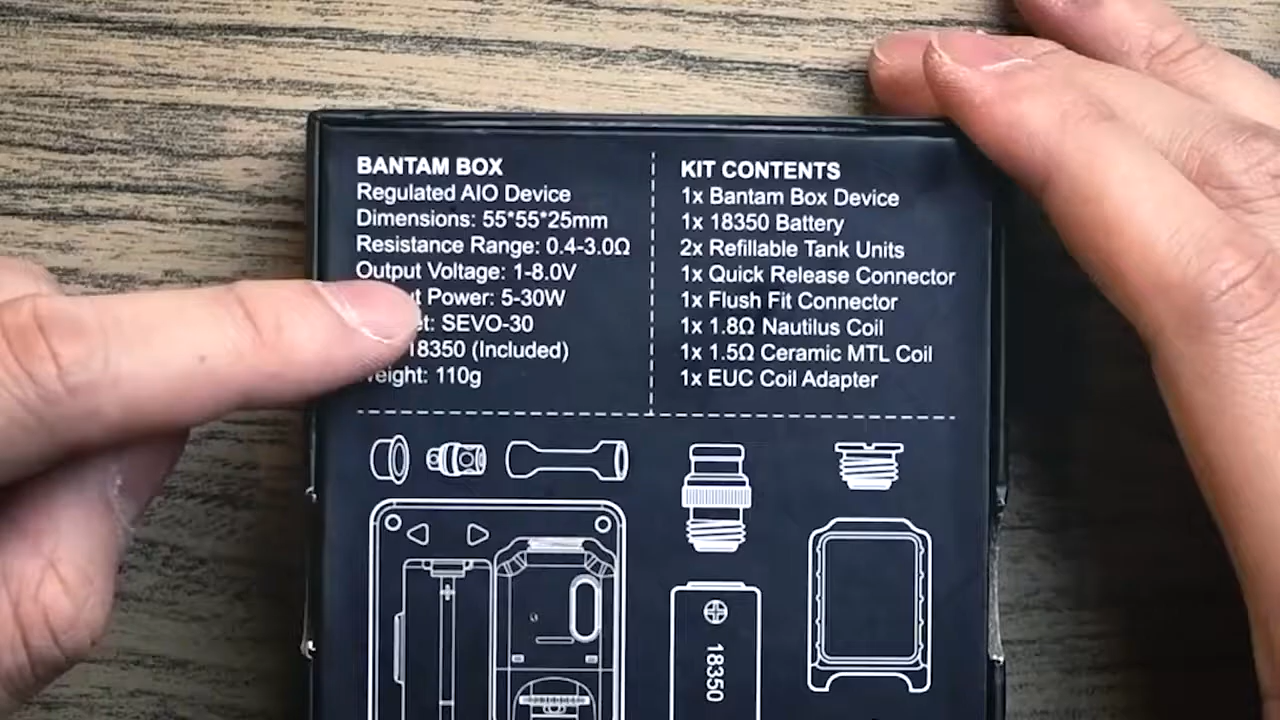 BANTAM BOX
Regulated AIO Device
Dimensions: 55*55*25mm
Resistance Range: 0.4-3.0Ω
Output Voltage: 1-8.0V
Power: 5-30W
SEVO-30
18350 (Included)
Weight: 110g
KIT CONTENTS
1x Bantam Box Device
1x 18350 Battery
2x Refillable Tank Units
1x Quick Release Connector
1x Flush Fit Connector
1x 1.8Ω Nautilus Coil
1x 1.5Ω Ceramic MTL Coil
1x EUC Coil Adapter
18350